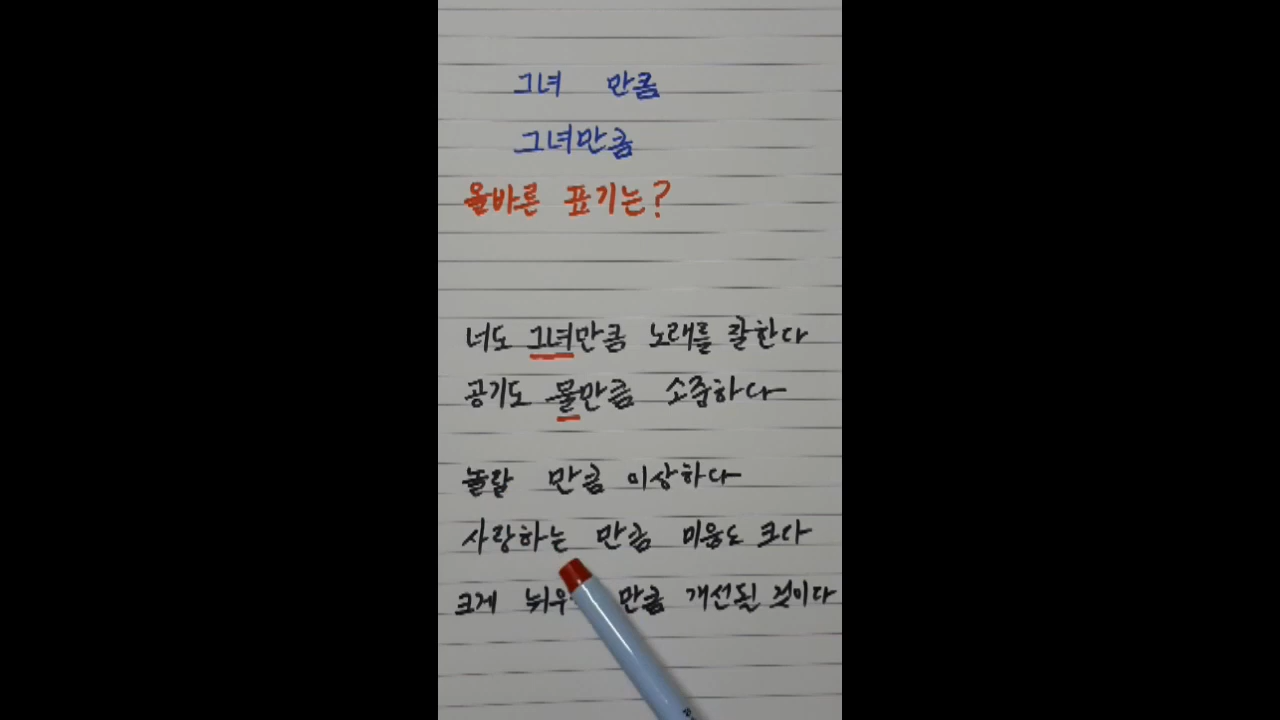 그녀 만큼
그녀만큼
올바른 표기는?
너도 그녀만큼 노래를 잘한다
공기도 물만큼 소중하다
놀랄 만큼 이상하다
사랑하는 만큼 미움도 크다
크게 만큼 개선될 것이다